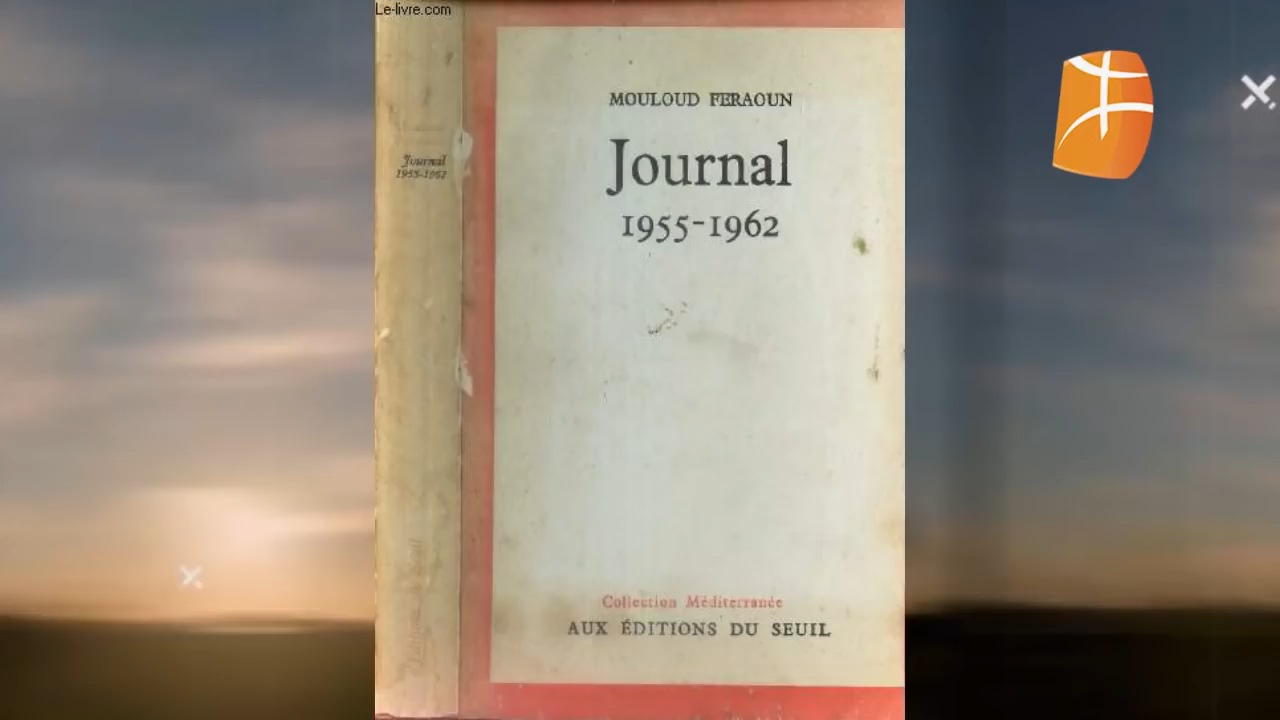 Le-livre.com
Journal
1955-1962
MOULOUD FERAOUN
Journal
1955-1962
Collection Méditerranée
AUX ÉDITIONS DU SEUIL